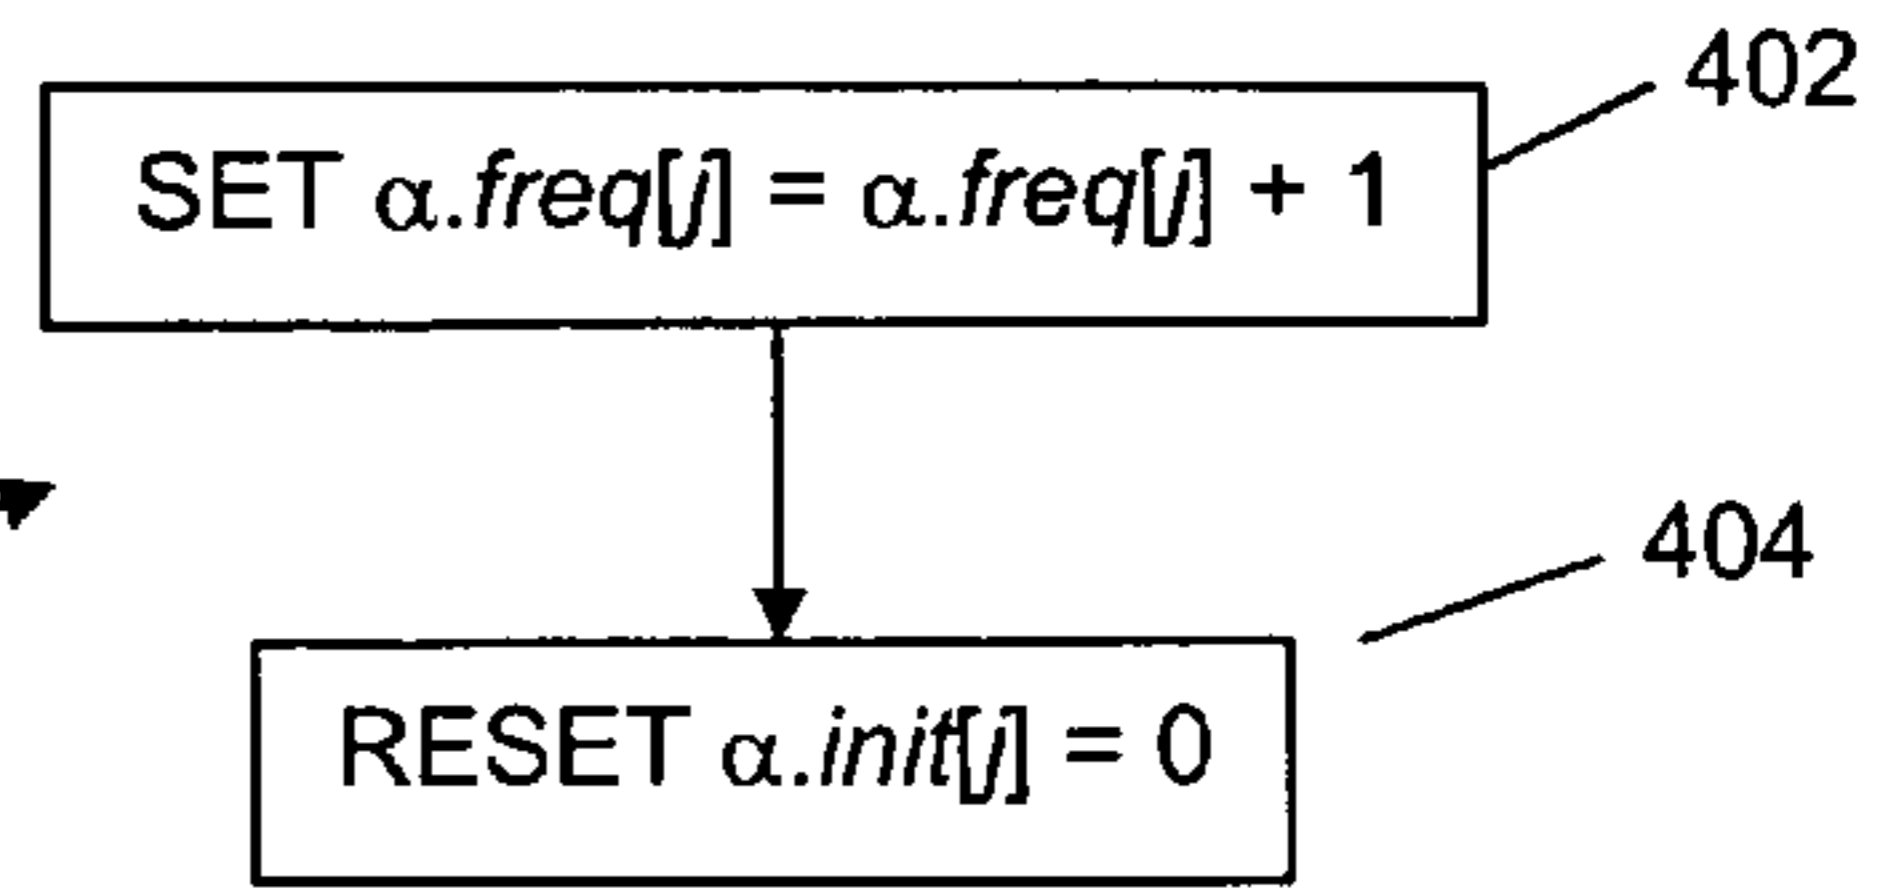 402
SET α.freq[j] = α.freq[j] + 1
404
RESET α.init[j] = 0